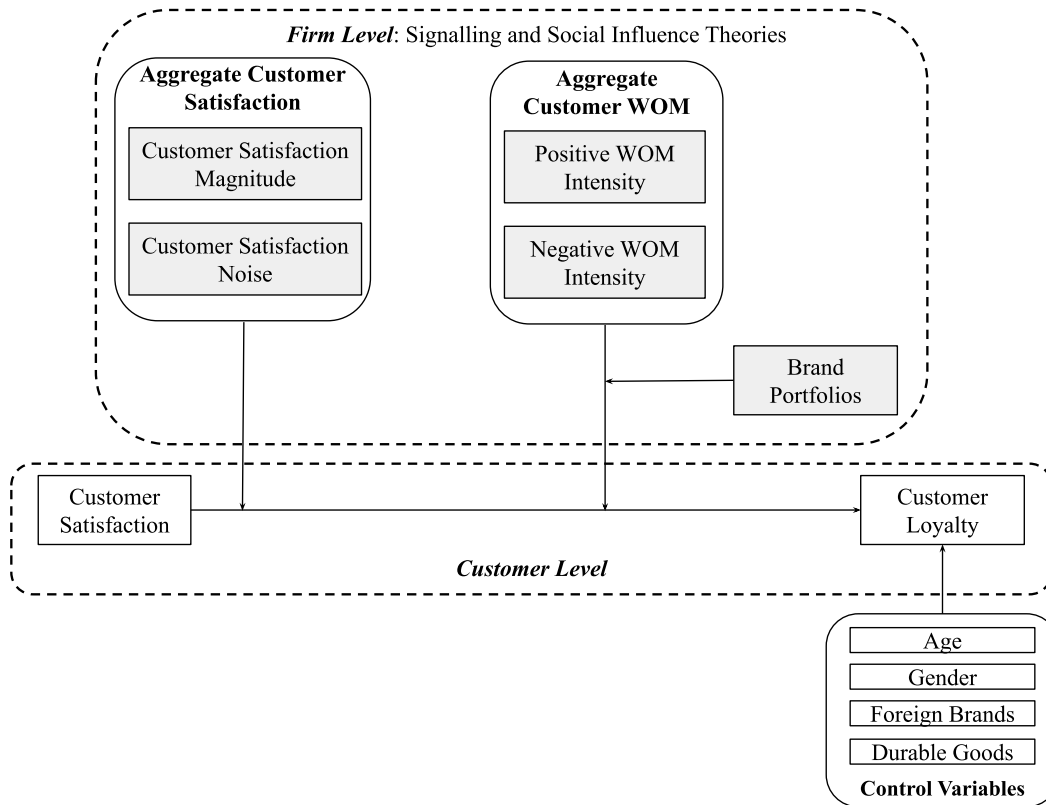 Firm Level: Signalling and Social Influence Theories
Aggregate Customer
Satisfaction
Customer Satisfaction
Magnitude
Customer Satisfaction
Noise
Aggregate
Customer WOM
Positive WOM
Intensity
Negative WOM
Intensity
Brand
Portfolios
Customer
Satisfaction
Customer
Loyalty
Customer Level
Age
Gender
Foreign Brands
Durable Goods
Control Variables